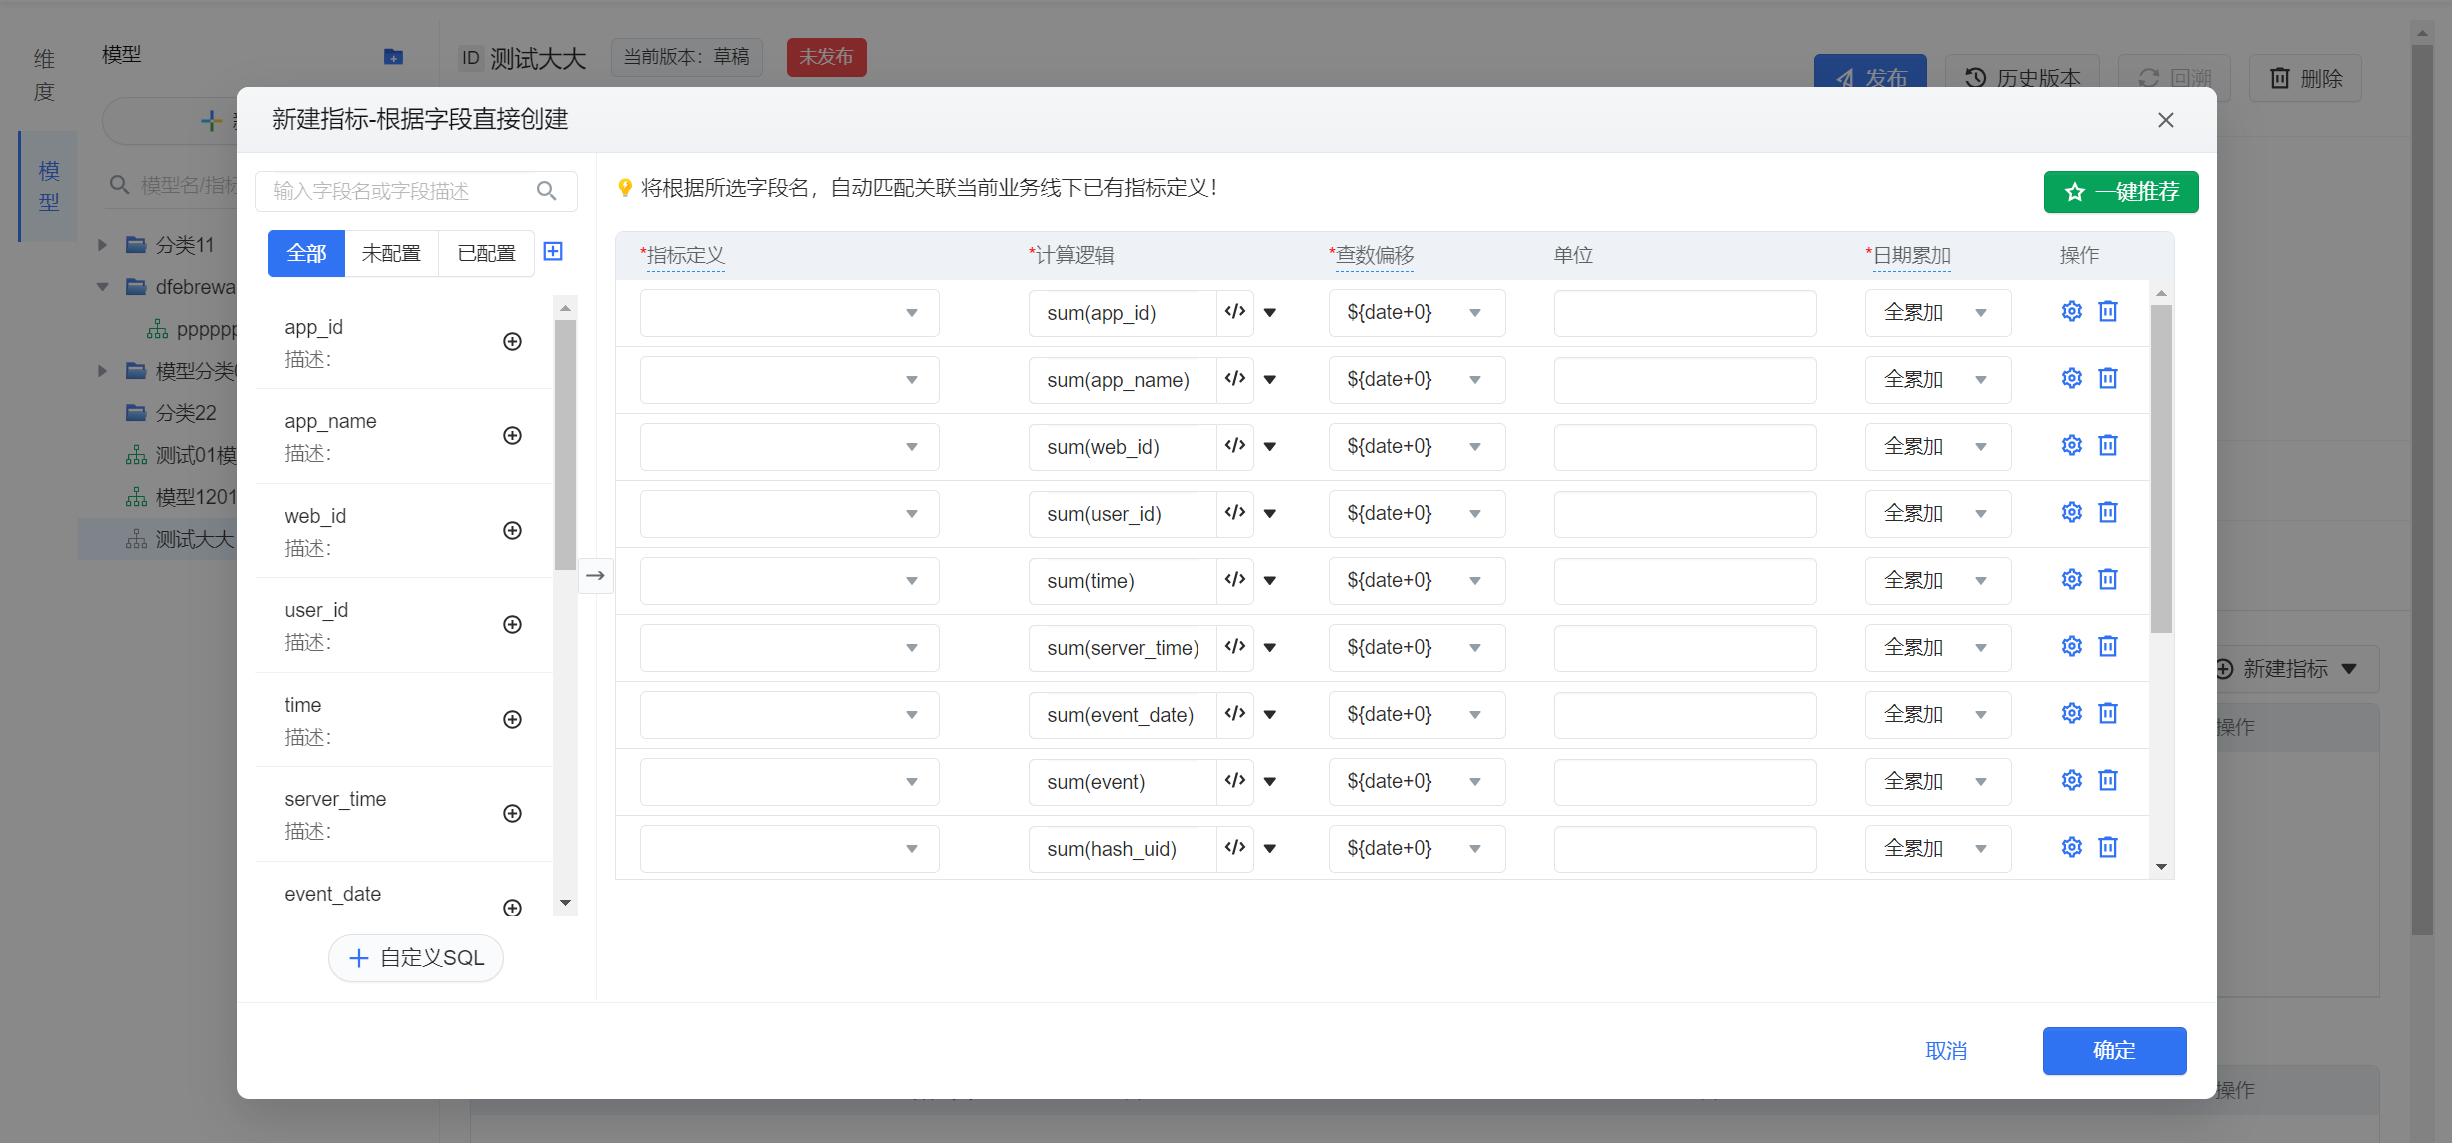 维度
模型
模型
ID 测试大大 当前版本：草稿 未发布
发布 历史版本 回溯 删除
模型名/指标
分类11
dfebrewa
pppppp
模型分类
分类22
测试01模
模型1201
测试大大
新建指标-根据字段直接创建
输入字段名或字段描述
全部 未配置 已配置
app_id
描述：
app_name
描述：
web_id
描述：
user_id
描述：
time
描述：
server_time
描述：
event_date
自定义SQL
将根据所选字段名，自动匹配关联当前业务线下已有指标定义！
一键推荐
*指标定义 *计算逻辑 *查数偏移 单位 *日期累加 操作
sum(app_id) </> ${date+0} 全累加
sum(app_name) </> ${date+0} 全累加
sum(web_id) </> ${date+0} 全累加
sum(user_id) </> ${date+0} 全累加
sum(time) </> ${date+0} 全累加
sum(server_time) </> ${date+0} 全累加
sum(event_date) </> ${date+0} 全累加
sum(event) </> ${date+0} 全累加
sum(hash_uid) </> ${date+0} 全累加
取消 确定
新建指标
操作
操作